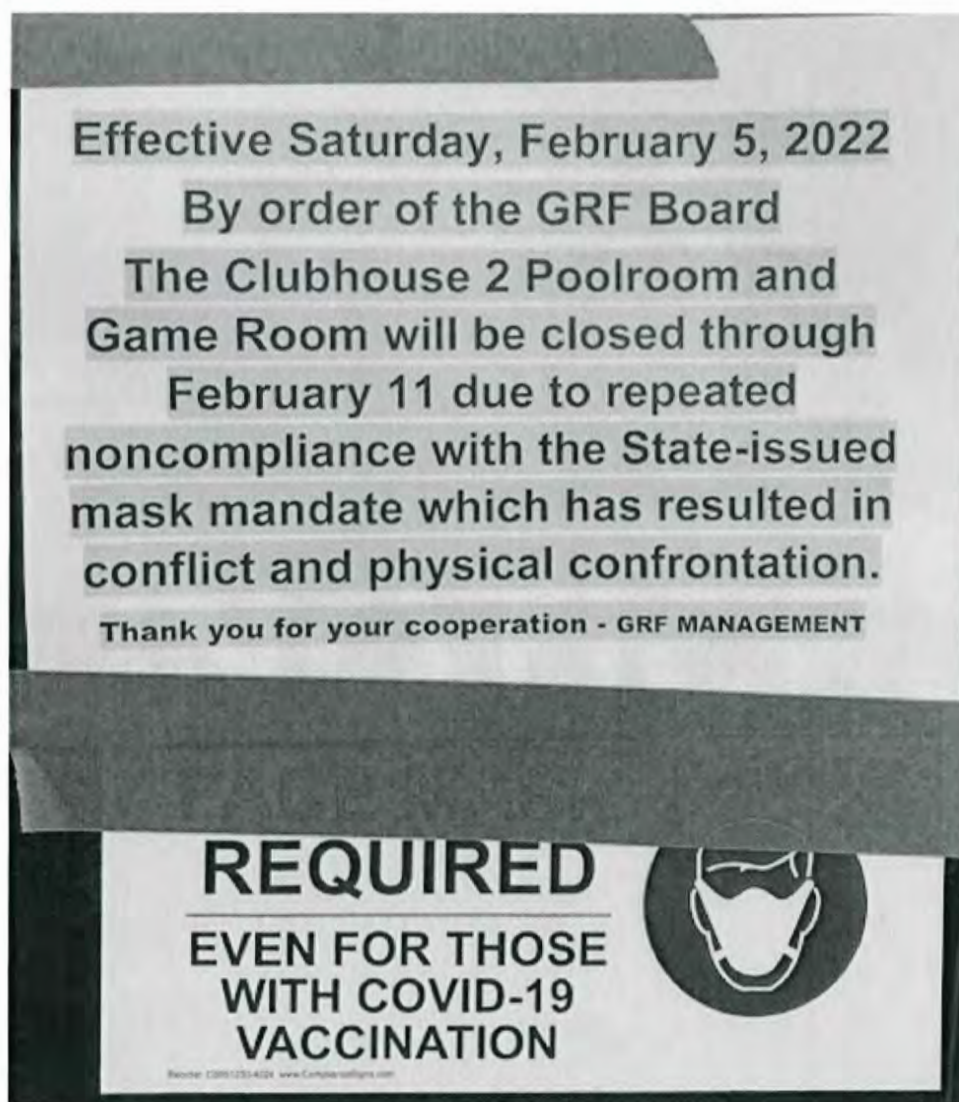 Effective Saturday, February 5, 2022
By order of the GRF Board
The Clubhouse 2 Poolroom and
Game Room will be closed through
February 11 due to repeated
noncompliance with the State-issued
mask mandate which has resulted in
conflict and physical confrontation.
Thank you for your cooperation - GRF MANAGEMENT
REQUIRED
EVEN FOR THOSE
WITH COVID-19
VACCINATION
www.ComplianceSigns.com